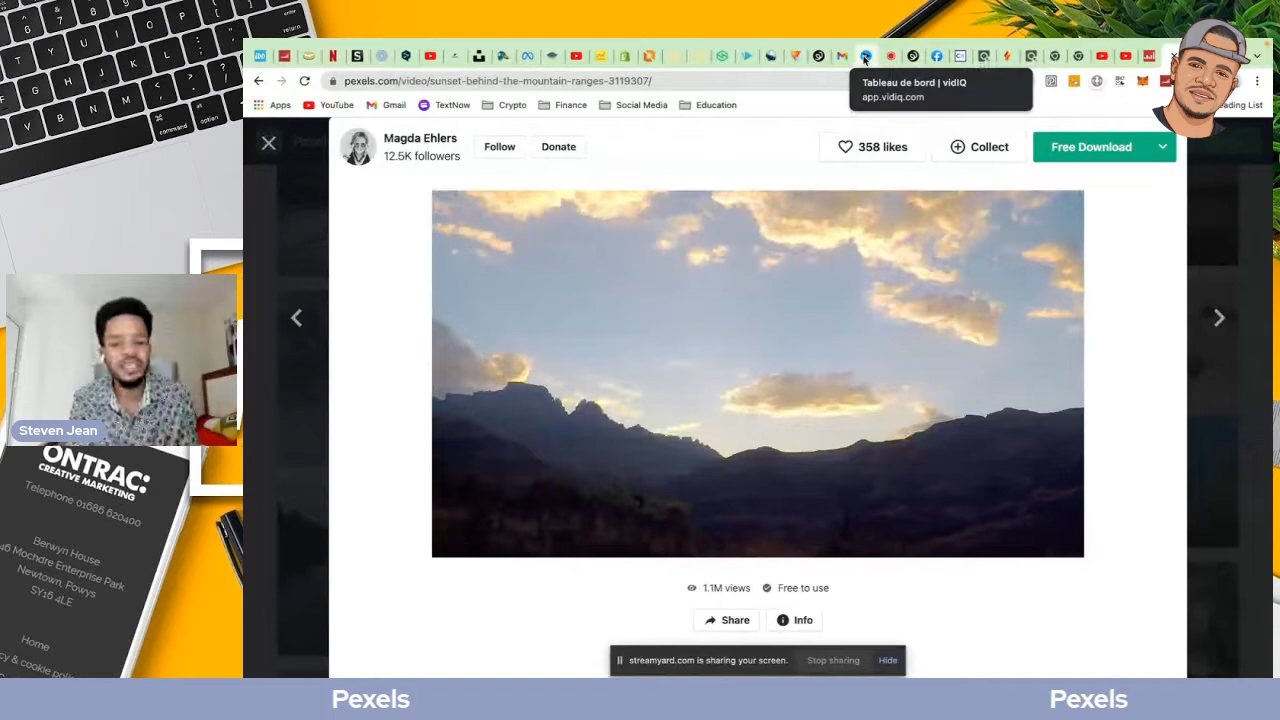 Tableau de bord | vidIQ
app.vidiq.com
pexels.com/video/sunset-behind-the-mountain-ranges-3119307/
Apps YouTube Gmail TextNow Crypto Finance Social Media Education
Magda Ehlers
12.5K followers
Follow
Donate
358 likes
Collect
Free Download
1.1M views Free to use
Share
Info
streamyard.com is sharing your screen. Stop sharing Hide
Steven Jean
ONTRAC:
CREATIVE MARKETING
Telephone 01686 620400
Berwyn House
46 Mochdre Enterprise Park
Newtown, Powys
SY16 4LE
Home
Pexels
Pexels